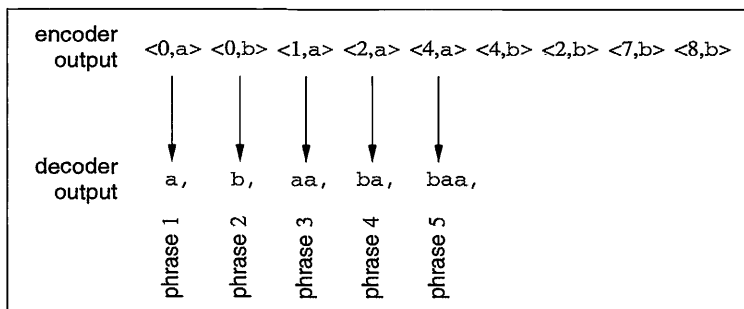 encoder output <0,a> <0,b> <1,a> <2,a> <4,a> <4,b> <2,b> <7,b> <8,b>
decoder output a, b, aa, ba, baa,
phrase 1 phrase 2 phrase 3 phrase 4 phrase 5